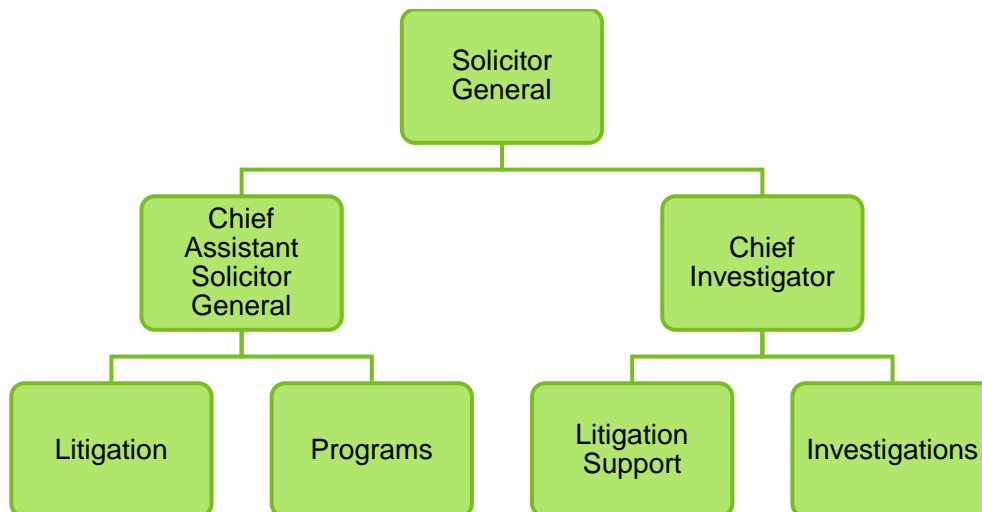 Solicitor
General
Chief
Assistant
Solicitor
General
Chief
Investigator
Litigation
Programs
Litigation
Support
Investigations